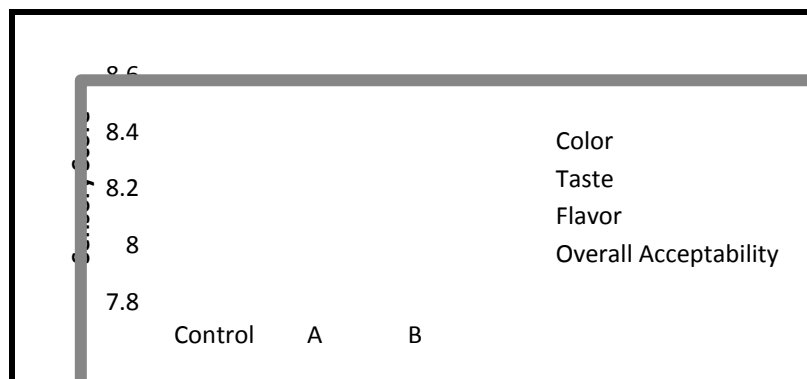 8.6
8.4
8.2
8
7.8
Control A B
Color
Taste
Flavor
Overall Acceptability